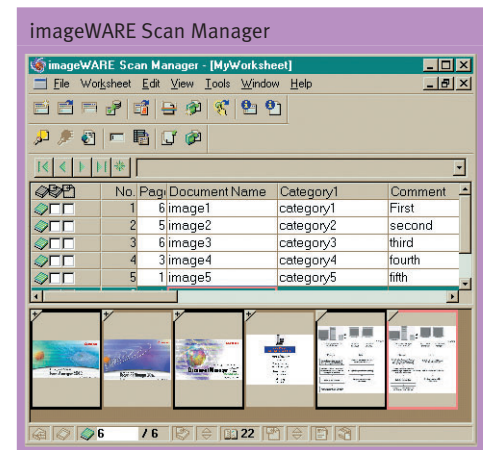 imageWARE Scan Manager
imageWARE Scan Manager - [MyWorksheet]
File Worksheet Edit View Tools Window Help
No. Page Document Name Category1 Comment
1 6 image1 category1 First
2 5 image2 category2 second
3 6 image3 category3 third
4 3 image4 category4 fourth
5 1 image5 category5 fifth
6 / 6 22